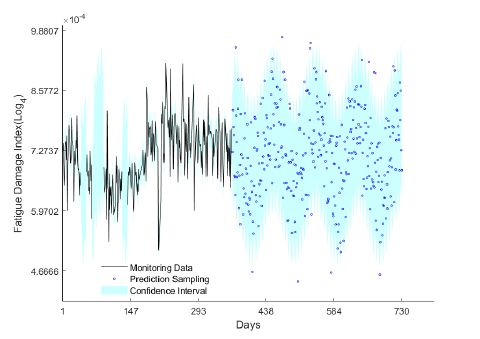 ×10⁻⁴
9.8807
8.5772
7.2737
5.9702
4.6666
Fatigue Damage Index(Log₄)
Monitoring Data
Prediction Sampling
Confidence Interval
1 147 293 438 584 730
Days